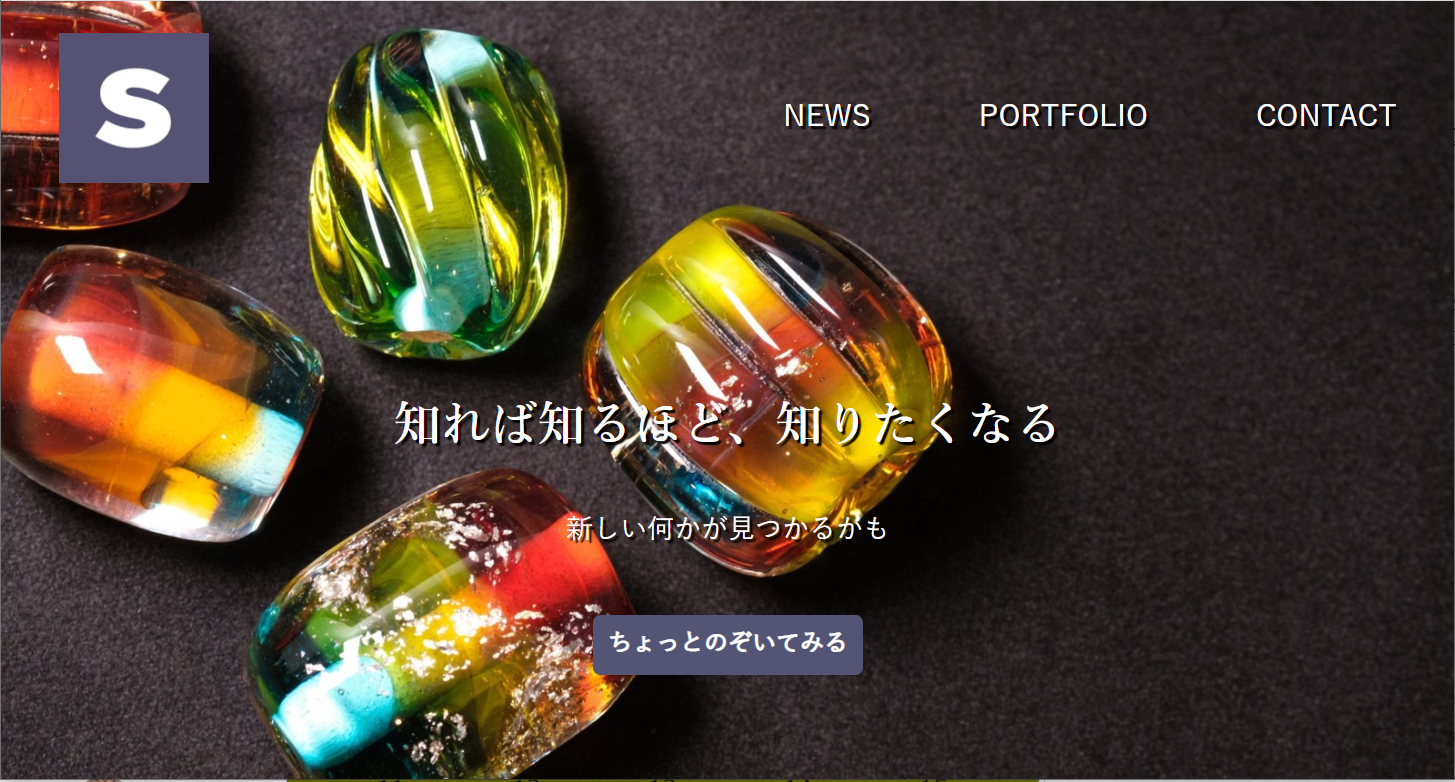 S
NEWS
PORTFOLIO
CONTACT
知れば知るほど、知りたくなる
新しい何かが見つかるかも
ちょっとのぞいてみる